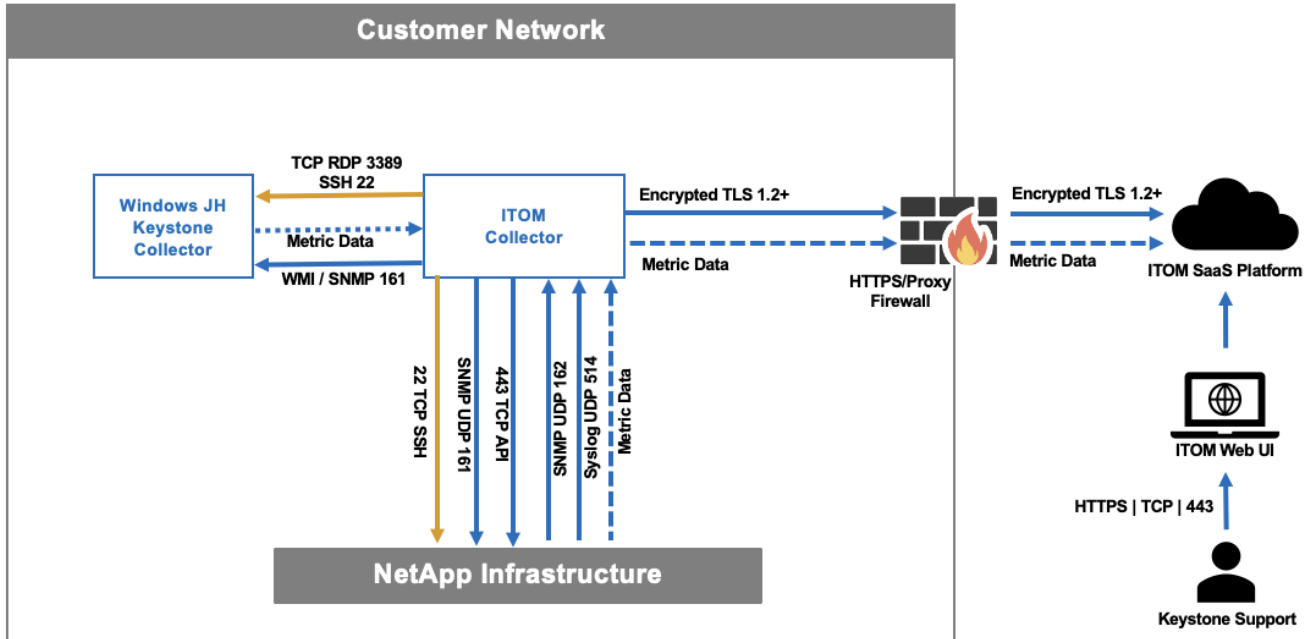 Customer Network
TCP RDP 3389
SSH 22
Windows JH
Keystone
Collector
Metric Data
WMI / SNMP 161
ITOM
Collector
Encrypted TLS 1.2+
Metric Data
HTTPS/Proxy
Firewall
Encrypted TLS 1.2+
Metric Data
ITOM SaaS Platform
22 TCP SSH
SNMP UDP 161
443 TCP API
SNMP UDP 162
Syslog UDP 514
Metric Data
NetApp Infrastructure
ITOM Web UI
HTTPS | TCP | 443
Keystone Support